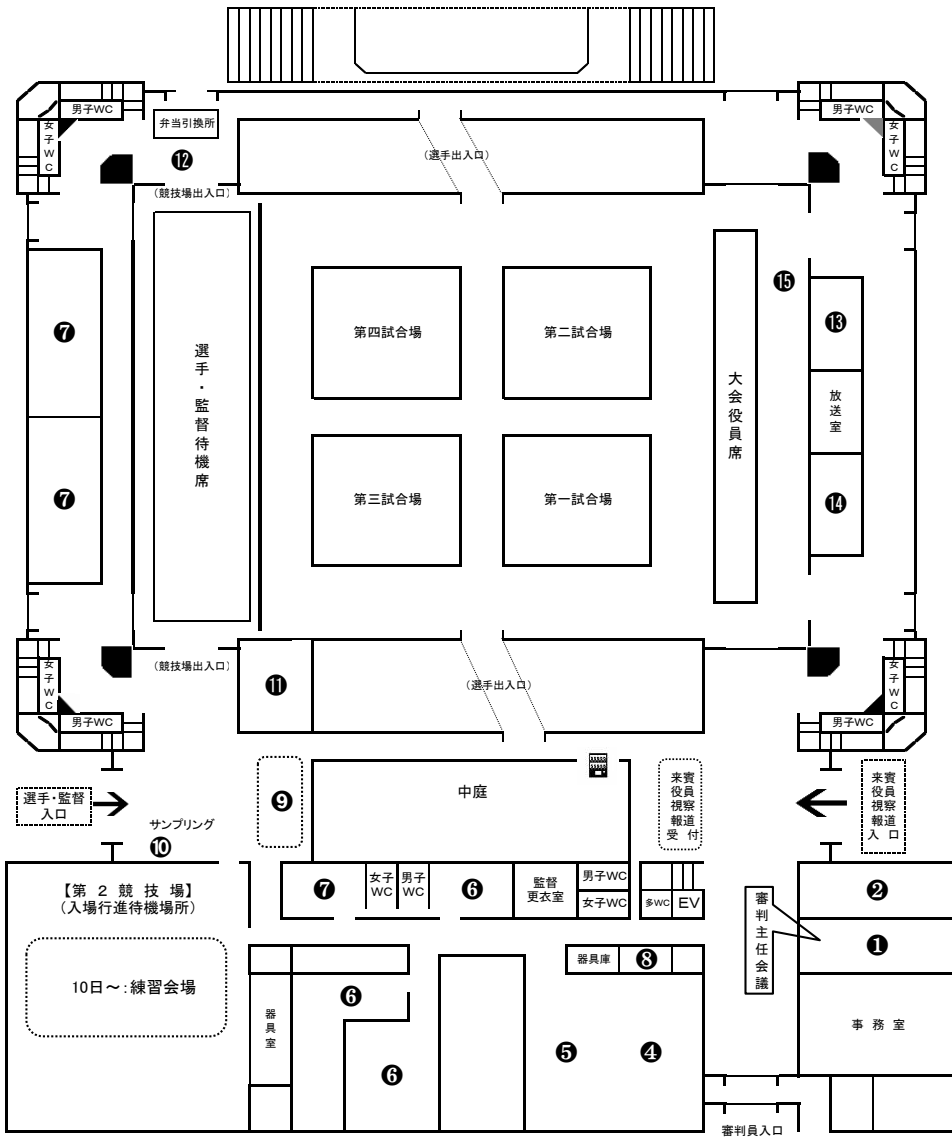 男子WC
女子WC
弁当引換所
⓬
(競技場出入口)
(選手出入口)
男子WC
女子WC
❼
❼
選手・監督待機席
第四試合場
第二試合場
第三試合場
第一試合場
大会役員席
⓯
⓭
放送室
⓮
女子WC
男子WC
(競技場出入口)
⓫
(選手出入口)
女子WC
男子WC
選手・監督
入口
サンプリング
❿
❾
中庭
来賓
役員
視察
報道
受付
来賓
役員
視察
報道
入口
【第2競技場】
(入場行進待機場所)
10日～:練習会場
❼
女子
WC
男子
WC
❻
監督
更衣室
男子WC
女子WC
多WC
EV
審判主任会議
❷
❶
器具庫
❽
器具室
❻
❻
❺
❹
事務室
審判員入口